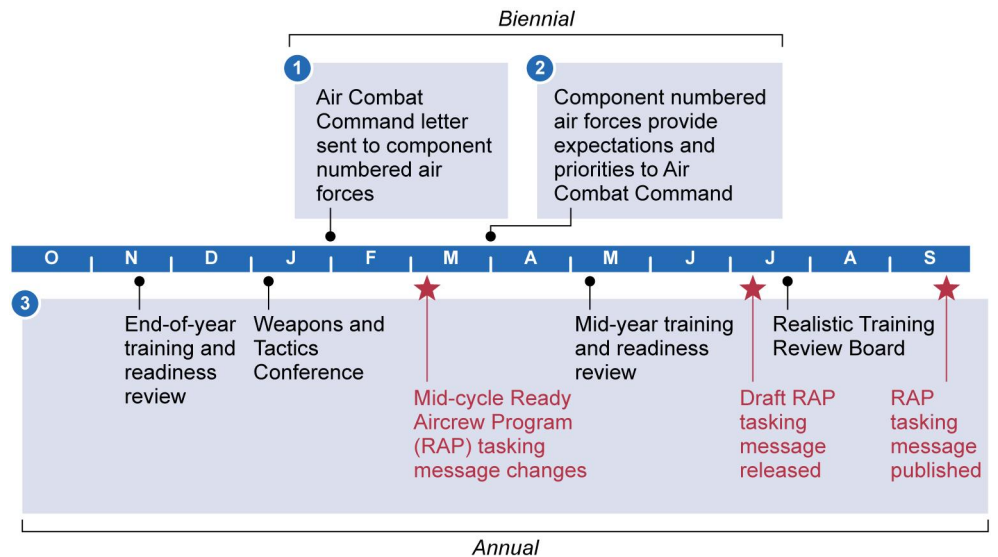 Biennial
1
Air Combat
Command letter
sent to component
numbered air
forces
2
Component numbered
air forces provide
expectations and
priorities to Air
Combat Command
O N D J F M A M J J A S
3
End-of-year
training and
readiness
review
Weapons and
Tactics
Conference
Mid-cycle Ready
Aircrew Program
(RAP) tasking
message changes
Mid-year training
and readiness
review
Draft RAP
tasking
message
released
Realistic Training
Review Board
RAP
tasking
message
published
Annual